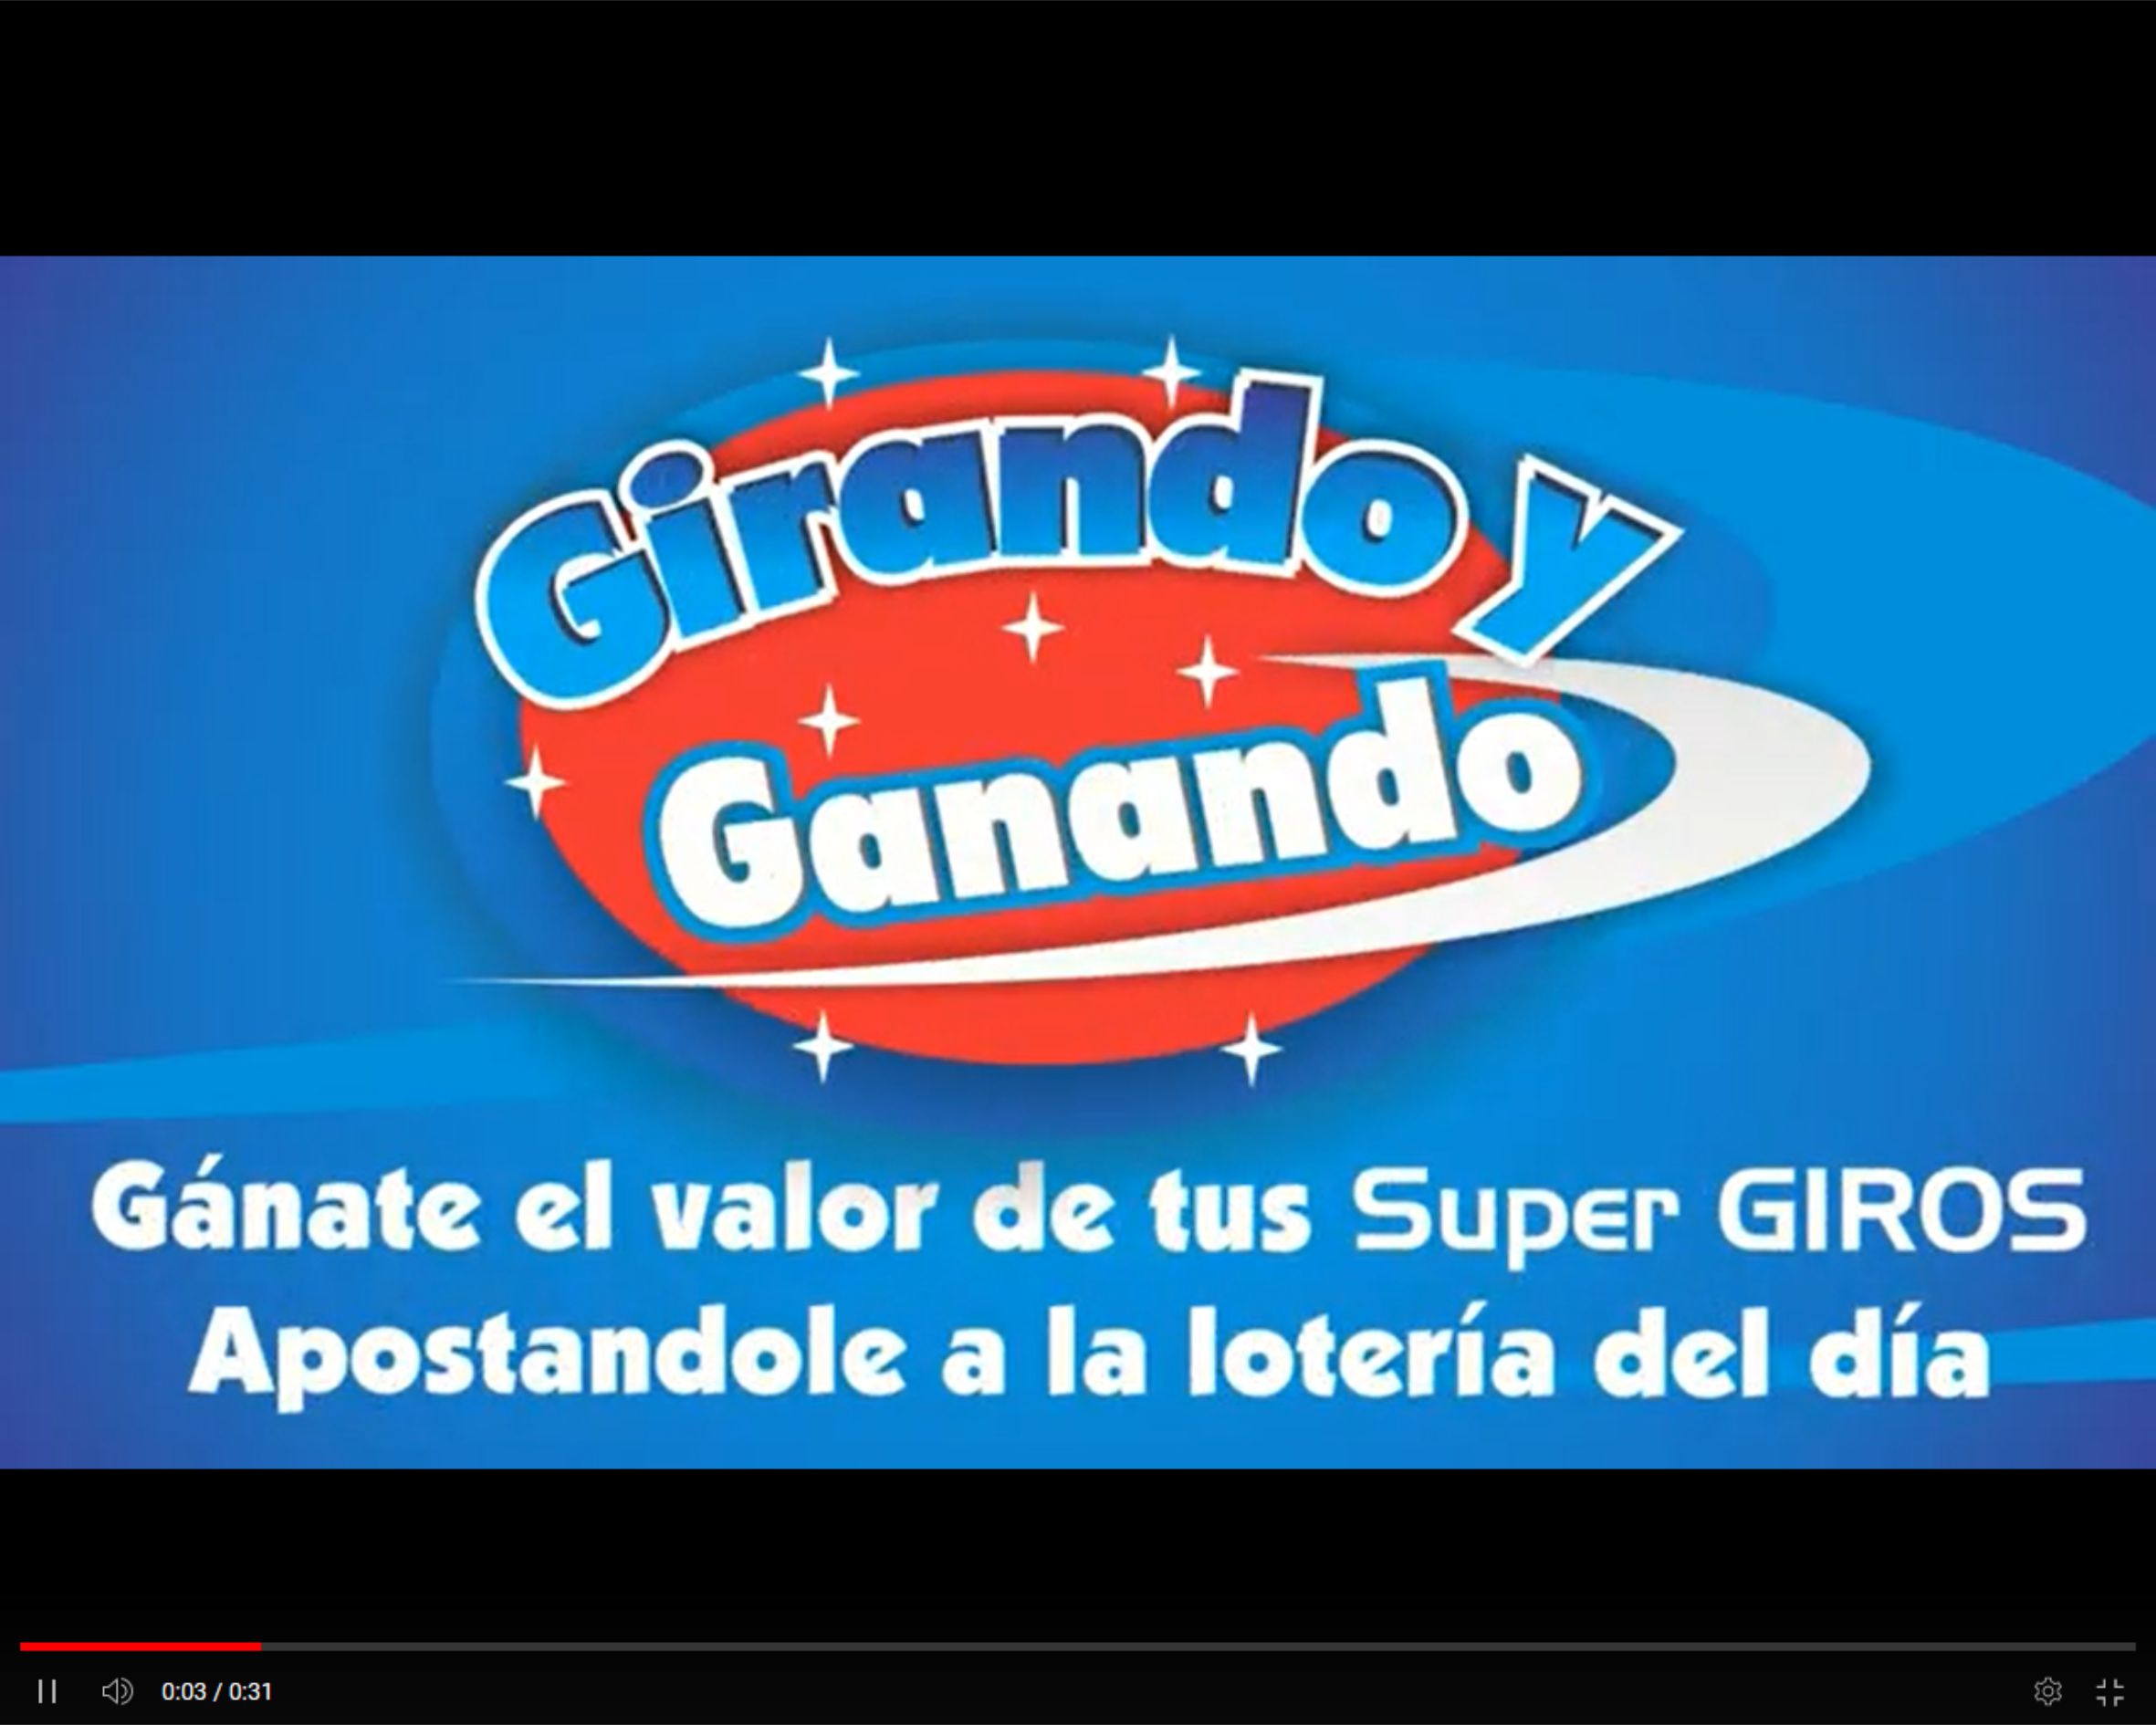 Girando y
Ganando
Gánate el valor de tus Super GIROS
Apostandole a la lotería del día
0:03 / 0:31